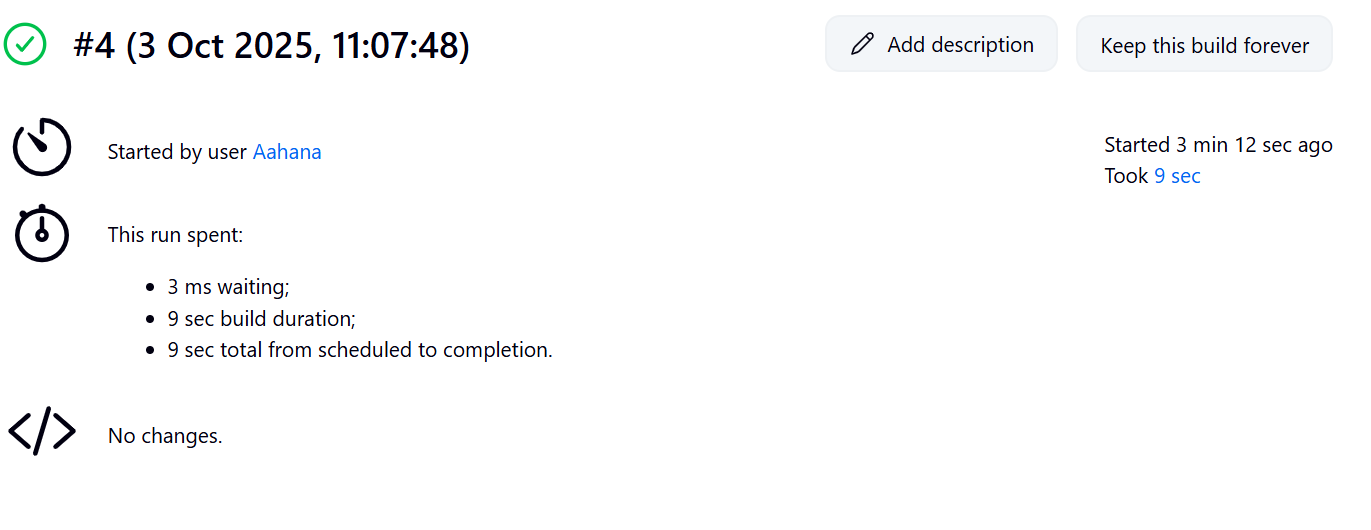 #4 (3 Oct 2025, 11:07:48)
Add description
Keep this build forever
Started by user Aahana
Started 3 min 12 sec ago
Took 9 sec
This run spent:
3 ms waiting;
9 sec build duration;
9 sec total from scheduled to completion.
No changes.